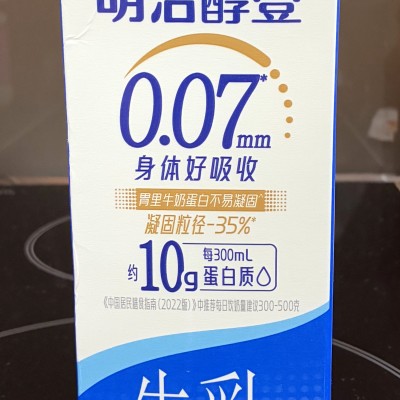 明治醇壹
0.07*mm
身体好吸收
胃里牛奶蛋白不易凝固^
凝固粒径-35%*
约10g 每300mL 蛋白质
《中国居民膳食指南（2022版）》中推荐每日饮奶量建议300-500克
牛乳